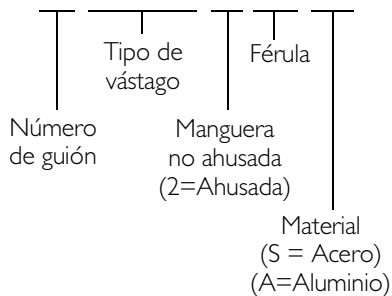 Tipo de
vástago
Férula
Número
de guión
Manguera
no ahusada
(2=Ahusada)
Material
(S = Acero)
(A=Aluminio)